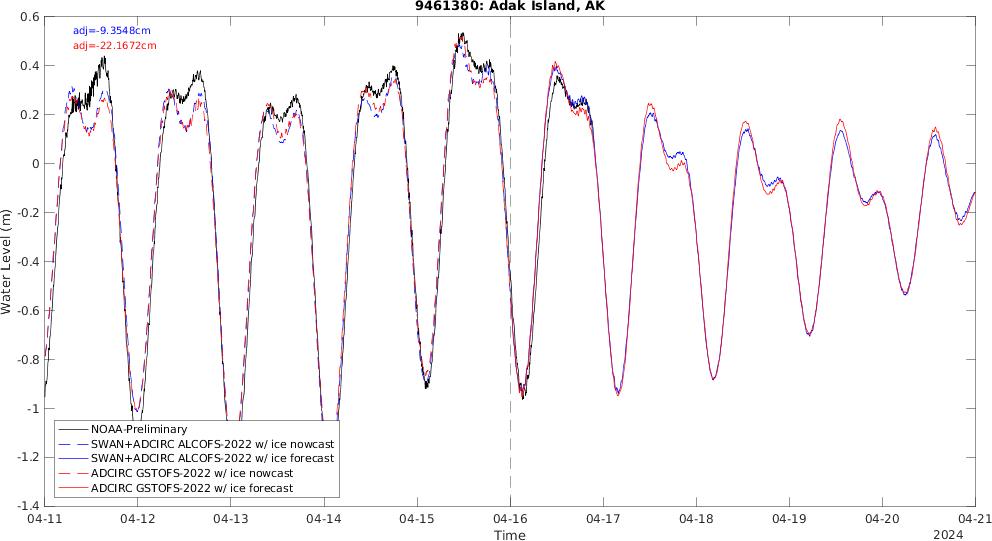 9461380: Adak Island, AK
adj=-9.3548cm
adj=-22.1672cm
0.6
0.4
0.2
0
-0.2
-0.4
-0.6
-0.8
-1
-1.2
-1.4
Water Level (m)
NOAA-Preliminary
SWAN+ADCIRC ALCOFS-2022 w/ ice nowcast
SWAN+ADCIRC ALCOFS-2022 w/ ice forecast
ADCIRC GSTOFS-2022 w/ ice nowcast
ADCIRC GSTOFS-2022 w/ ice forecast
04-11 04-12 04-13 04-14 04-15 04-16 04-17 04-18 04-19 04-20 04-21
Time
2024